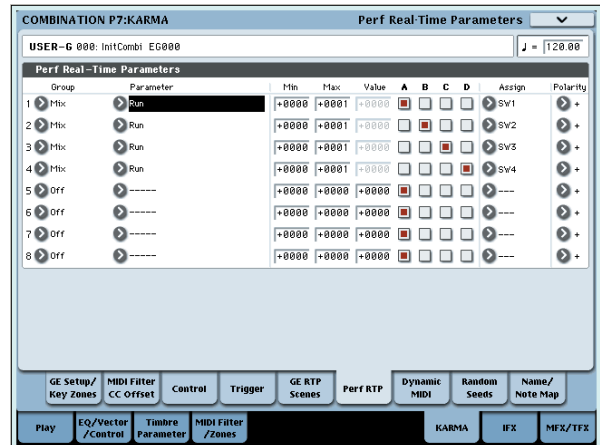 COMBINATION P7:KARMA Perf Real-Time Parameters
USER-G 000: InitCombi EG000 ♩ = 120.00
Perf Real-Time Parameters
Group Parameter Min Max Value A B C D Assign Polarity
1 Mix Run +0000 +0001 +0000 SW1 +
2 Mix Run +0000 +0001 +0000 SW2 +
3 Mix Run +0000 +0001 +0000 SW3 +
4 Mix Run +0000 +0001 +0000 SW4 +
5 Off ----- +0000 +0000 +0000 --- +
6 Off ----- +0000 +0000 +0000 --- +
7 Off ----- +0000 +0000 +0000 --- +
8 Off ----- +0000 +0000 +0000 --- +
GE Setup/ MIDI Filter Control Trigger GE RTP Perf RTP Dynamic Random Name/
Key Zones CC Offset Scenes MIDI Seeds Note Map
Play EQ/Vector Timbre MIDI Filter KARMA IFX MFX/TFX
/Control Parameter /Zones